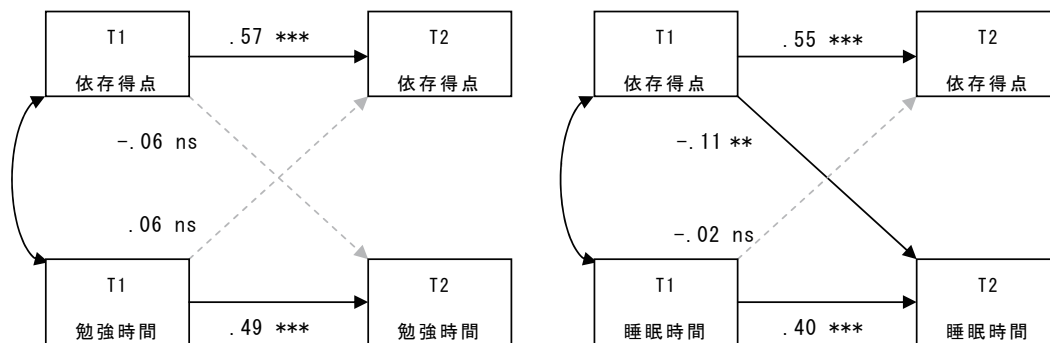 T1
依存得点
.57 ***
T2
依存得点
-.06 ns
.06 ns
T1
勉強時間
.49 ***
T2
勉強時間
T1
依存得点
.55 ***
T2
依存得点
-.11 **
-.02 ns
T1
睡眠時間
.40 ***
T2
睡眠時間